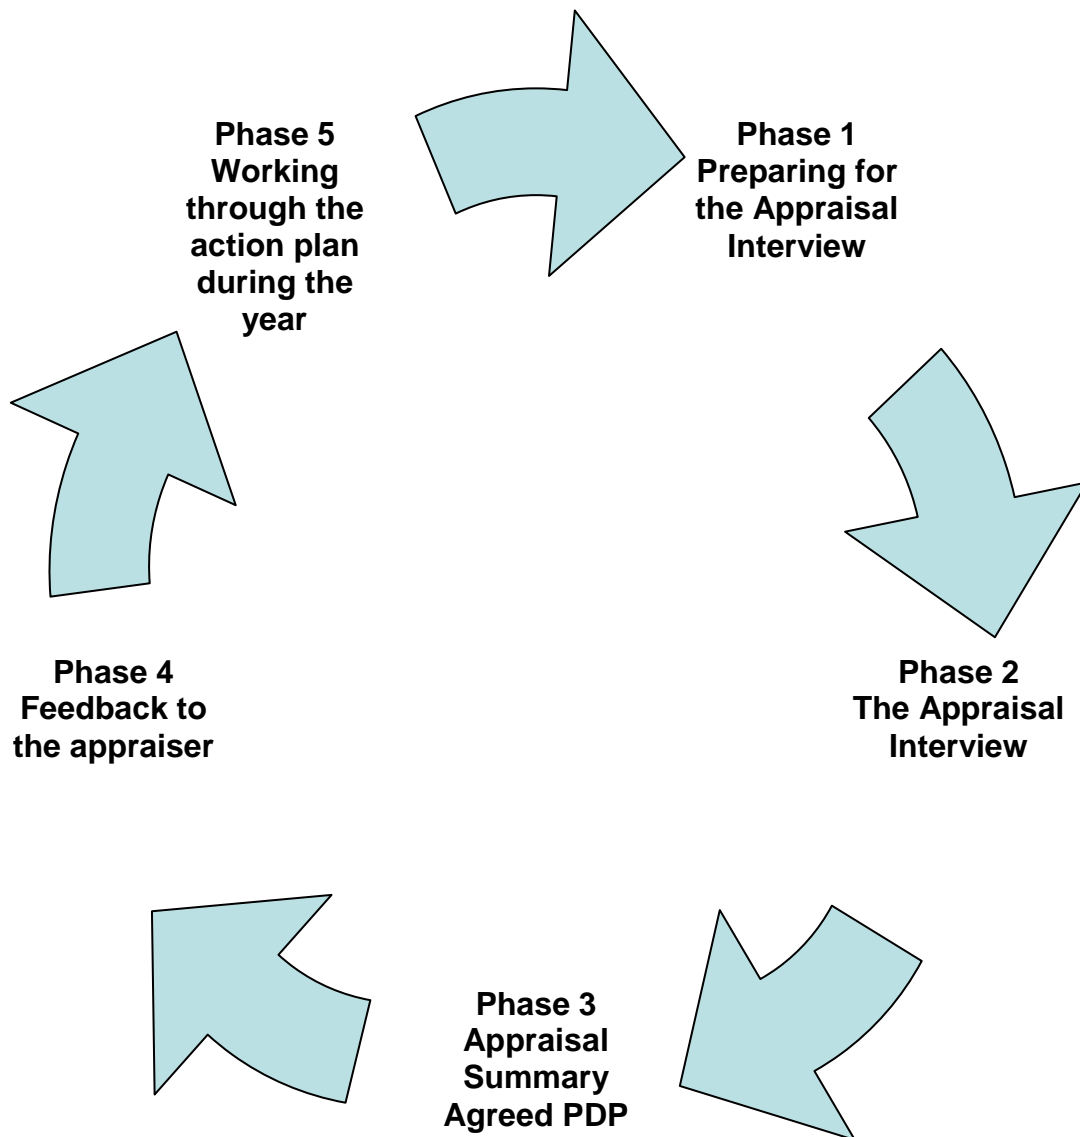 Phase 5
Working
through the
action plan
during the
year
Phase 1
Preparing for
the Appraisal
Interview
Phase 2
The Appraisal
Interview
Phase 3
Appraisal
Summary
Agreed PDP
Phase 4
Feedback to
the appraiser